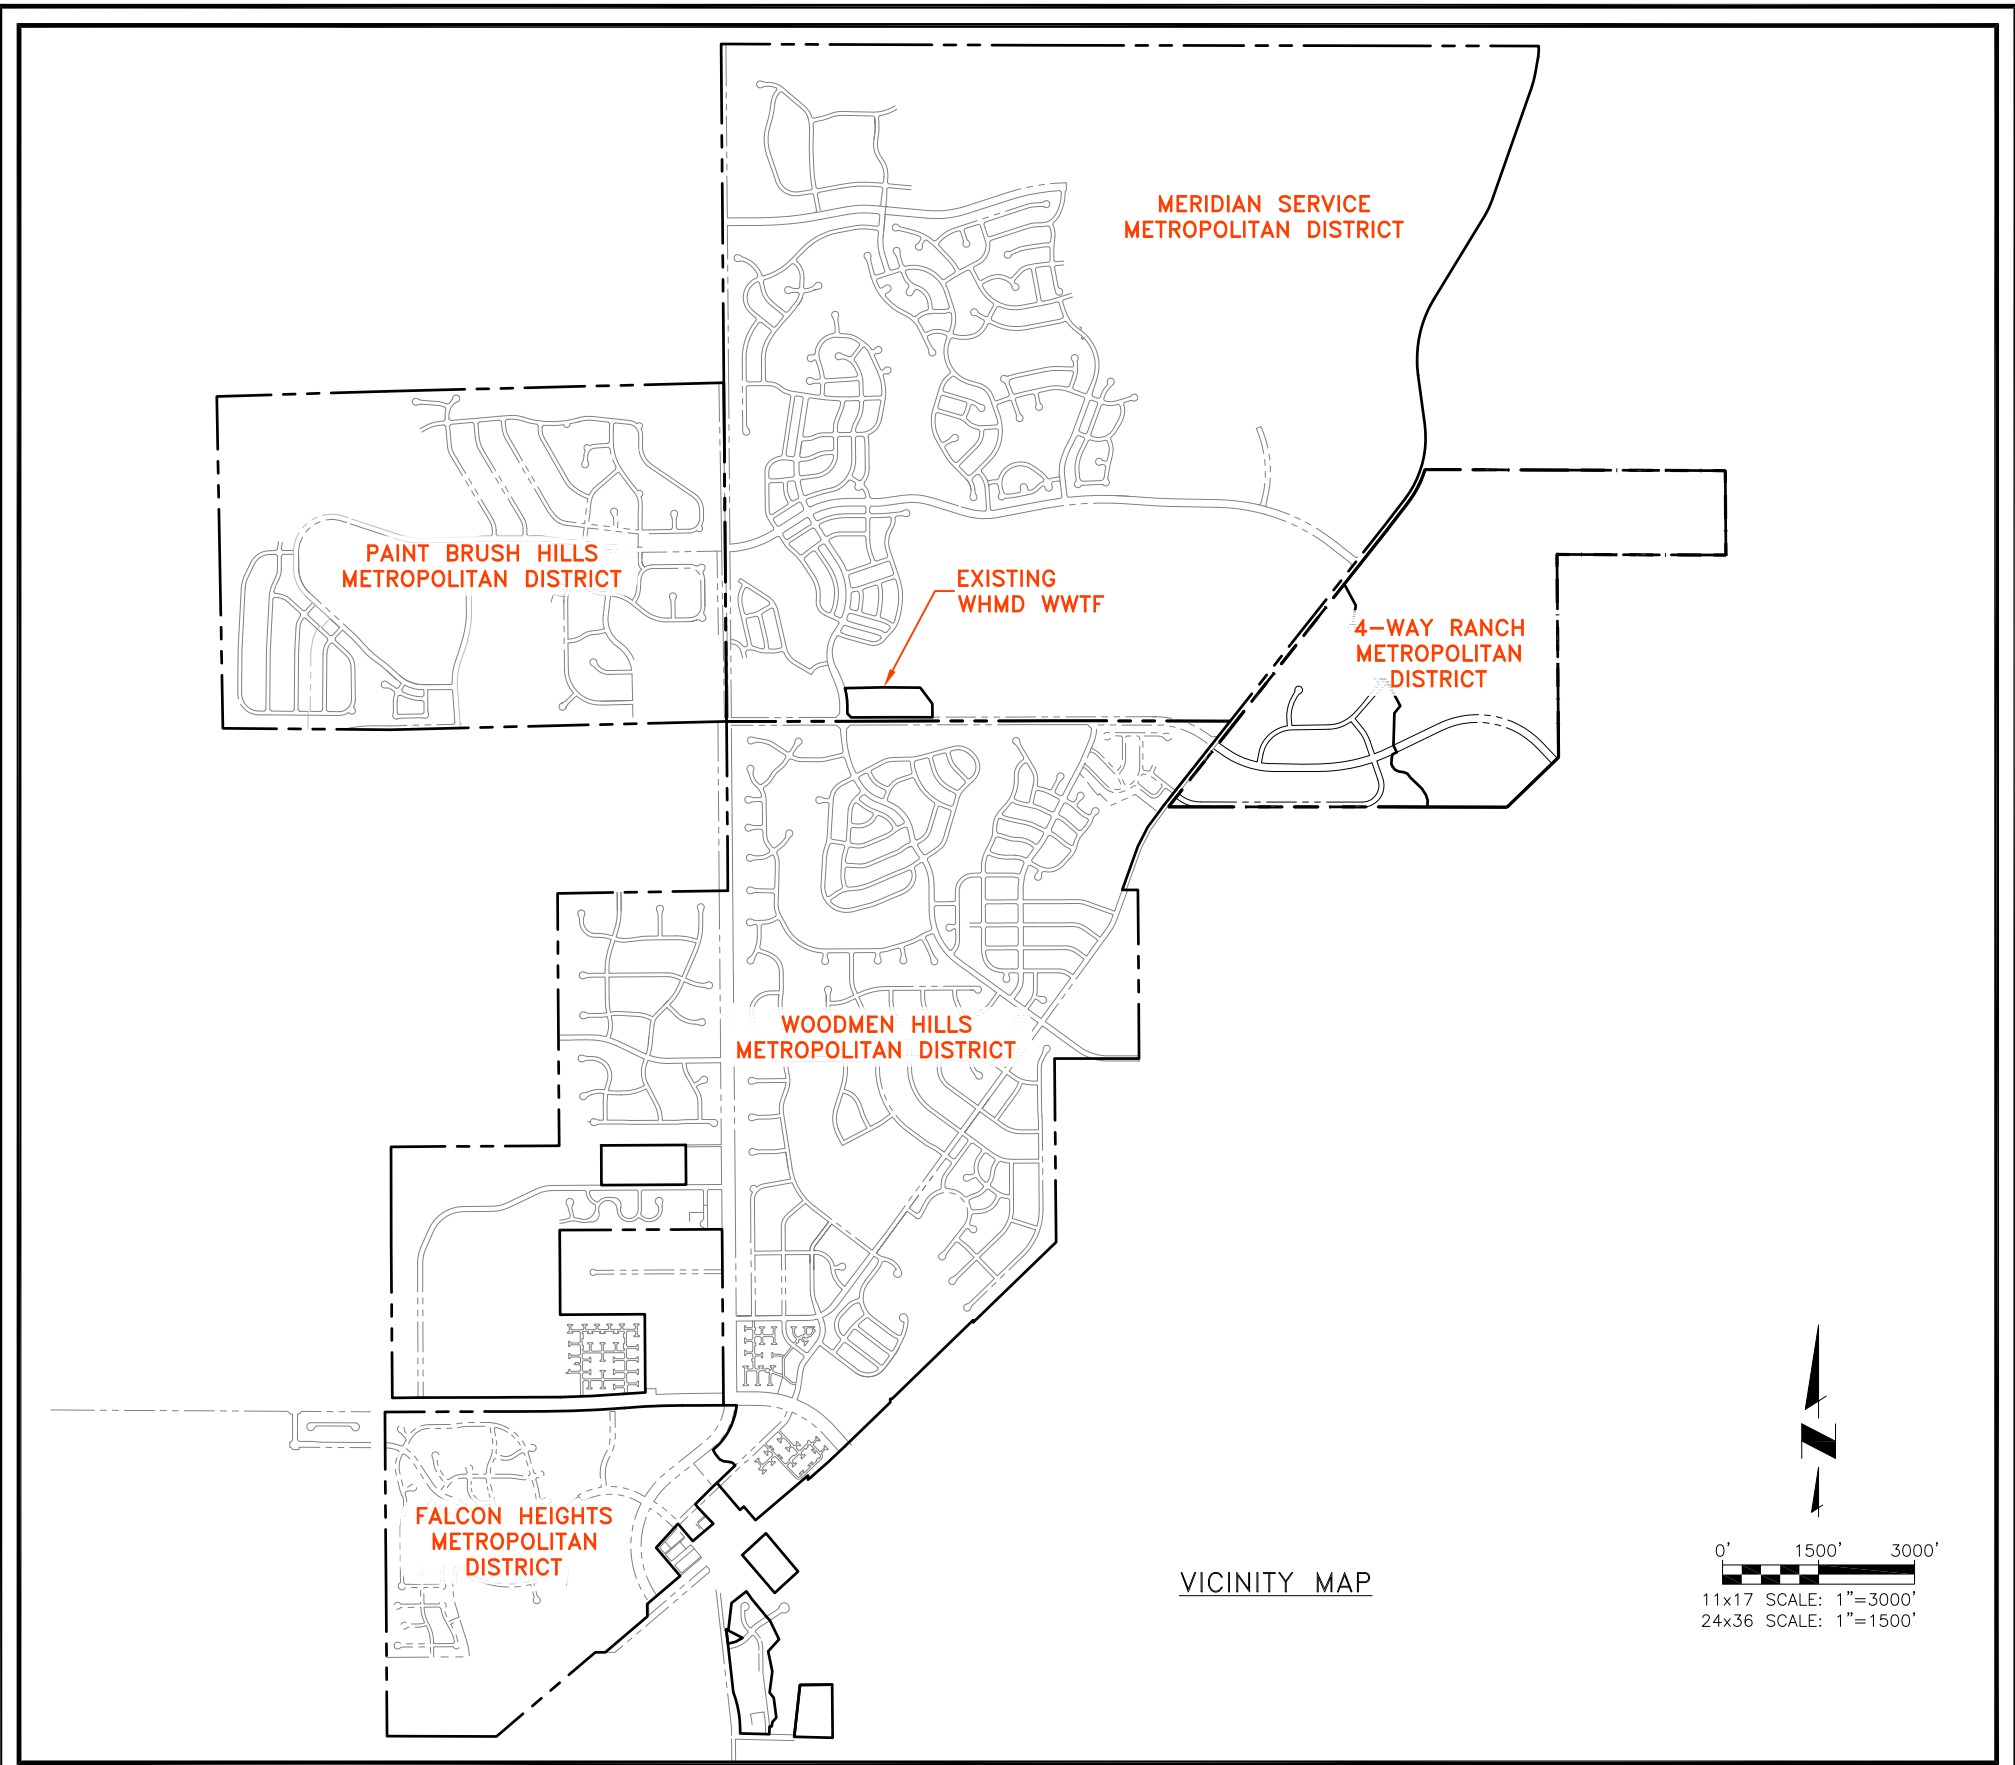 MERIDIAN SERVICE
METROPOLITAN DISTRICT
PAINT BRUSH HILLS
METROPOLITAN DISTRICT
EXISTING
WHMD WWTF
4-WAY RANCH
METROPOLITAN
DISTRICT
WOODMEN HILLS
METROPOLITAN DISTRICT
FALCON HEIGHTS
METROPOLITAN
DISTRICT
VICINITY MAP
N
0' 1500' 3000'
11x17 SCALE: 1"=3000'
24x36 SCALE: 1"=1500'